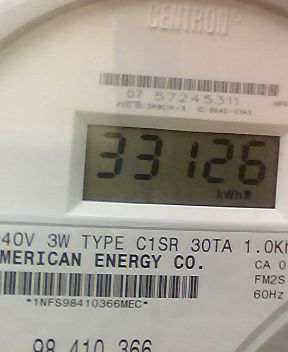 CENTRON®
07 57245311
33126
kWh
40V 3W TYPE C1SR 30TA 1.0K
MERICAN ENERGY CO.
CA 0
FM2S
60Hz
*1NFS98410366MEC*
98 410 366